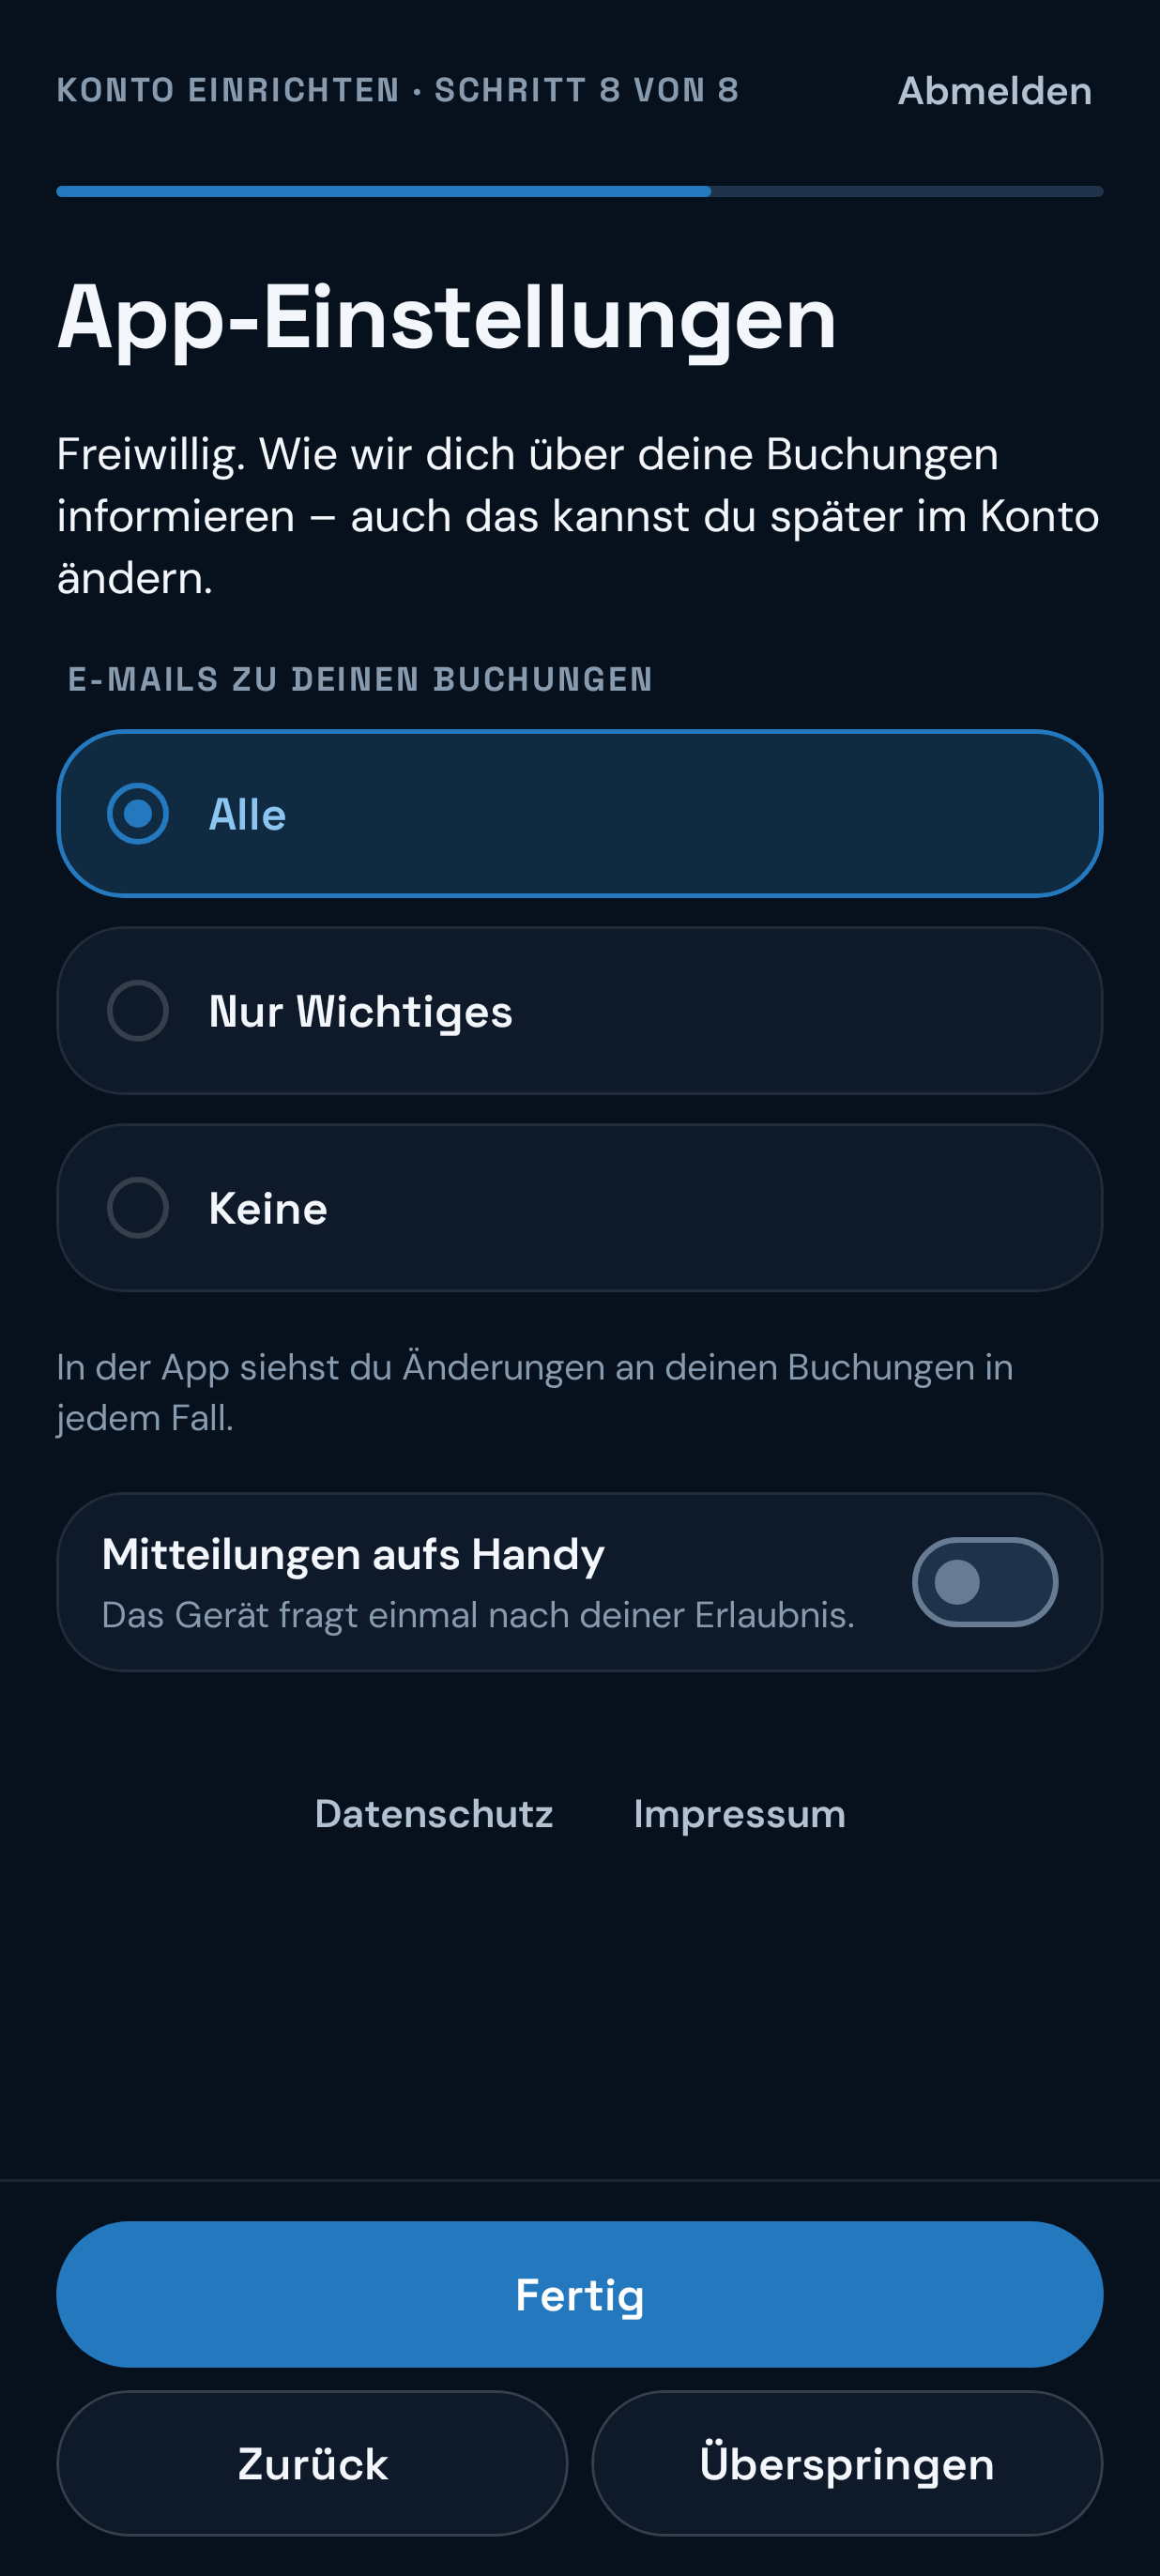 KONTO EINRICHTEN · SCHRITT 8 VON 8
Abmelden
App-Einstellungen
Freiwillig. Wie wir dich über deine Buchungen
informieren – auch das kannst du später im Konto
ändern.
E-MAILS ZU DEINEN BUCHUNGEN
Alle
Nur Wichtiges
Keine
In der App siehst du Änderungen an deinen Buchungen in
jedem Fall.
Mitteilungen aufs Handy
Das Gerät fragt einmal nach deiner Erlaubnis.
Datenschutz
Impressum
Fertig
Zurück
Überspringen